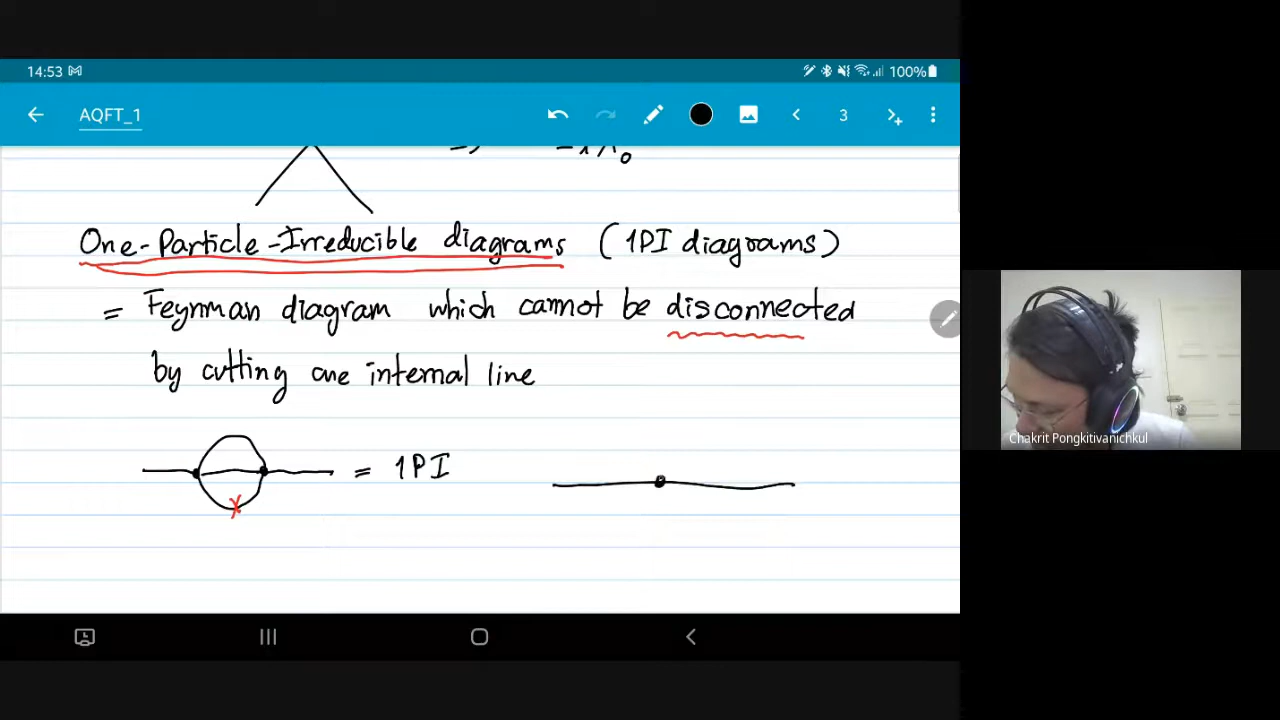 14:53
100%
AQFT_1
3
One-Particle-Irreducible diagrams (1PI diagrams)
= Feynman diagram which cannot be disconnected
by cutting one internal line
= 1PI
x
Chakrit Pongkitivanichkul